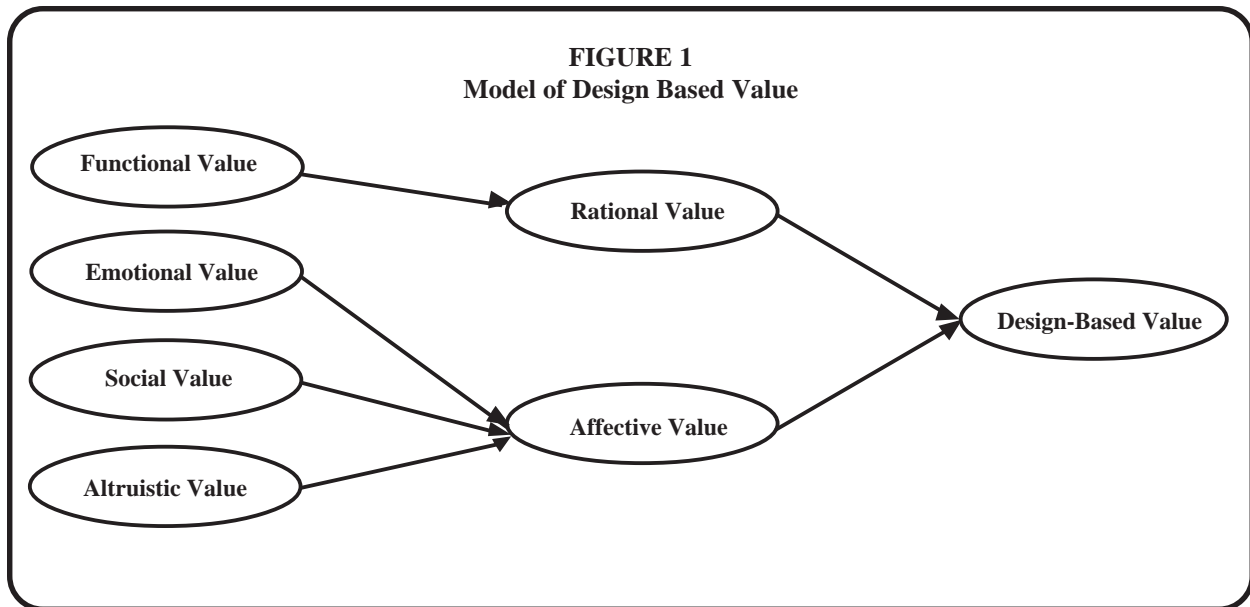 FIGURE 1
Model of Design Based Value
Functional Value
Rational Value
Emotional Value
Design-Based Value
Social Value
Affective Value
Altruistic Value